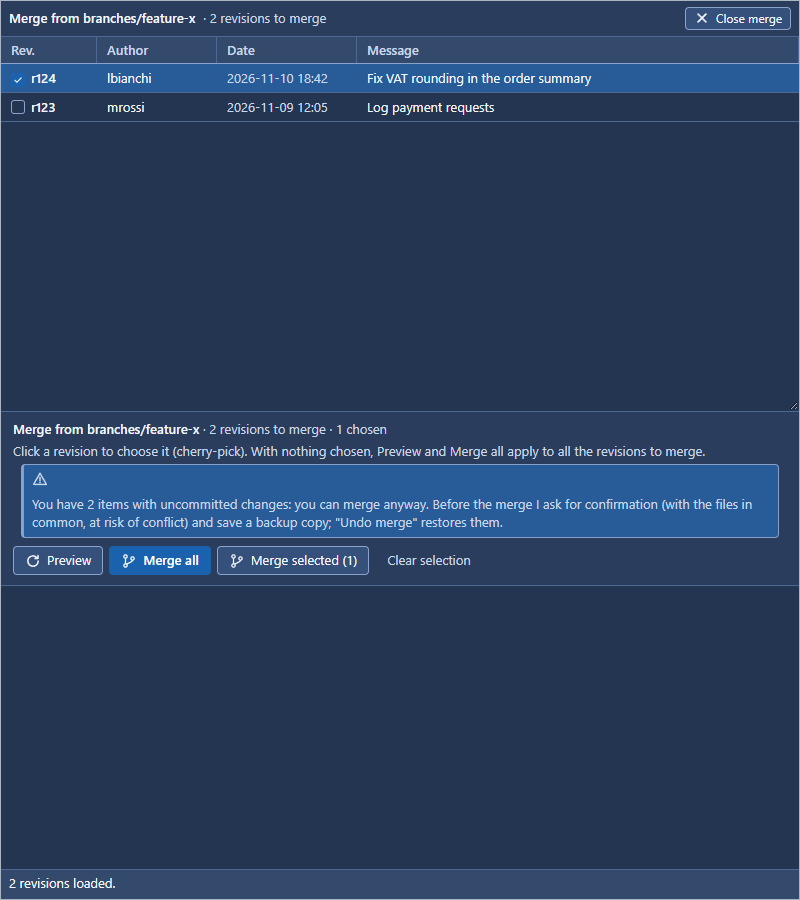 Merge from branches/feature-x · 2 revisions to merge
Close merge
Rev. Author Date Message
r124 lbianchi 2026-11-10 18:42 Fix VAT rounding in the order summary
r123 mrossi 2026-11-09 12:05 Log payment requests
Merge from branches/feature-x · 2 revisions to merge · 1 chosen
Click a revision to choose it (cherry-pick). With nothing chosen, Preview and Merge all apply to all the revisions to merge.
You have 2 items with uncommitted changes: you can merge anyway. Before the merge I ask for confirmation (with the files in
common, at risk of conflict) and save a backup copy; "Undo merge" restores them.
Preview Merge all Merge selected (1) Clear selection
2 revisions loaded.